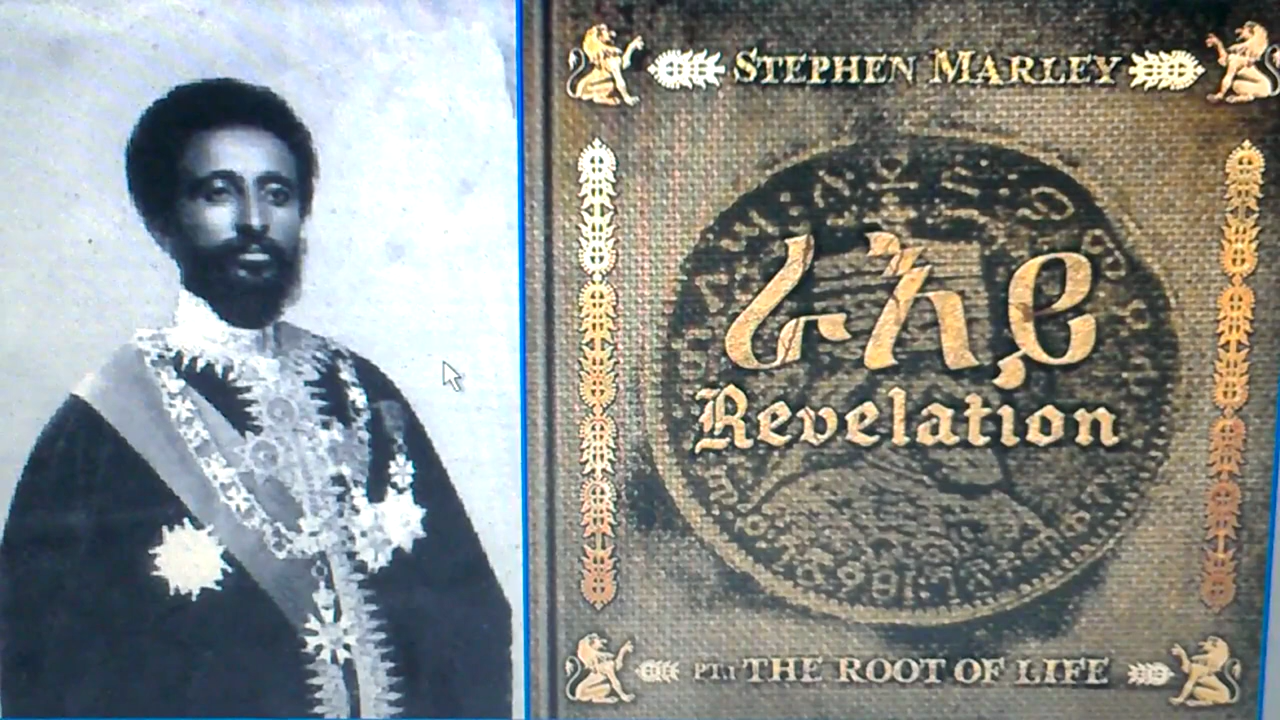 STEPHEN MARLEY
ራእይ
Revelation
PT.1 THE ROOT OF LIFE